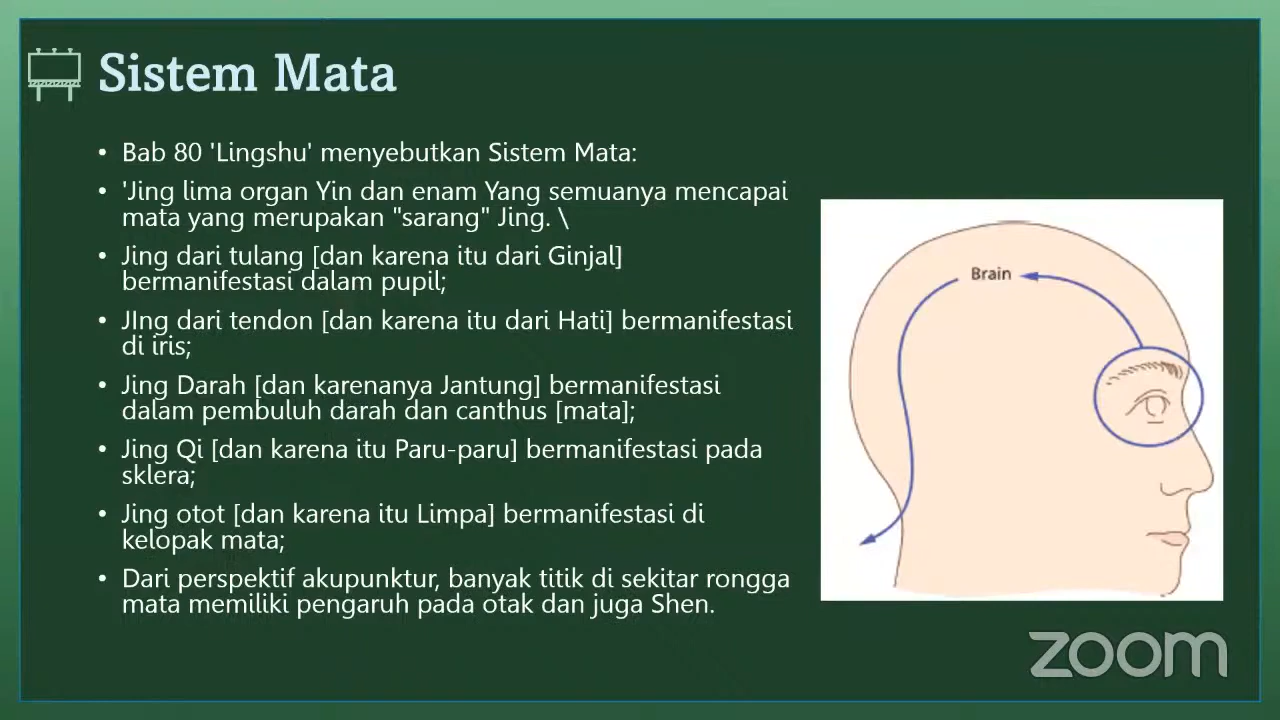 Sistem Mata
• Bab 80 'Lingshu' menyebutkan Sistem Mata:
• 'Jing lima organ Yin dan enam Yang semuanya mencapai
mata yang merupakan "sarang" Jing. \
• Jing dari tulang [dan karena itu dari Ginjal]
bermanifestasi dalam pupil;
• JIng dari tendon [dan karena itu dari Hati] bermanifestasi
di iris;
• Jing Darah [dan karenanya Jantung] bermanifestasi
dalam pembuluh darah dan canthus [mata];
• Jing Qi [dan karena itu Paru-paru] bermanifestasi pada
sklera;
• Jing otot [dan karena itu Limpa] bermanifestasi di
kelopak mata;
• Dari perspektif akupunktur, banyak titik di sekitar rongga
mata memiliki pengaruh pada otak dan juga Shen.
Brain
zoom